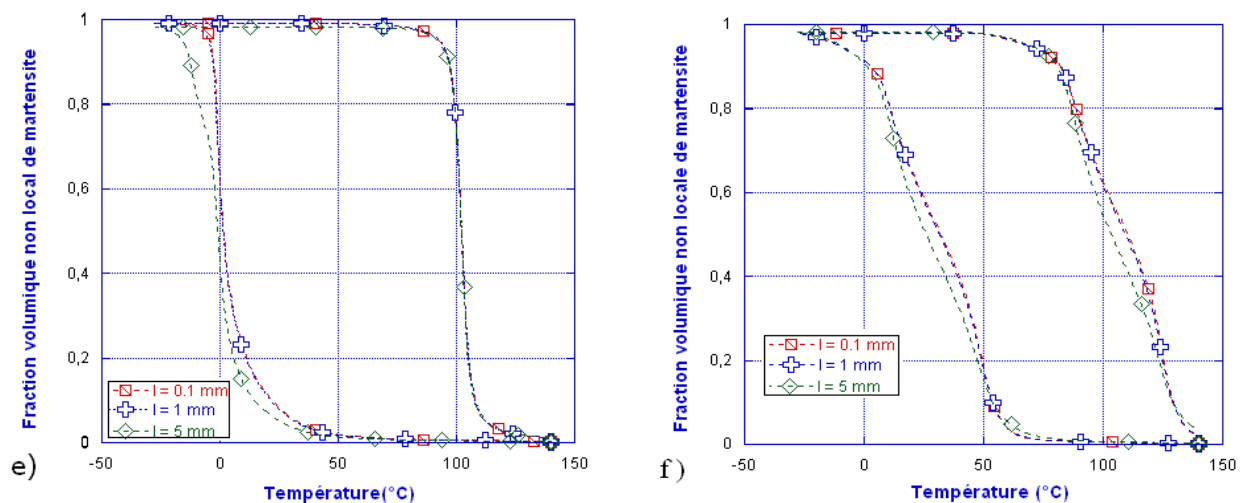 Fraction volumique non local de martensite
1
0,8
0,6
0,4
0,2
0
l = 0.1 mm
l = 1 mm
l = 5 mm
-50
0
50
100
150
Température(°C)
e)
Fraction volumique non locale de martensite
1
0,8
0,6
0,4
0,2
0
l = 0.1 mm
l = 1 mm
l = 5 mm
-50
0
50
100
150
Température (°C)
f)